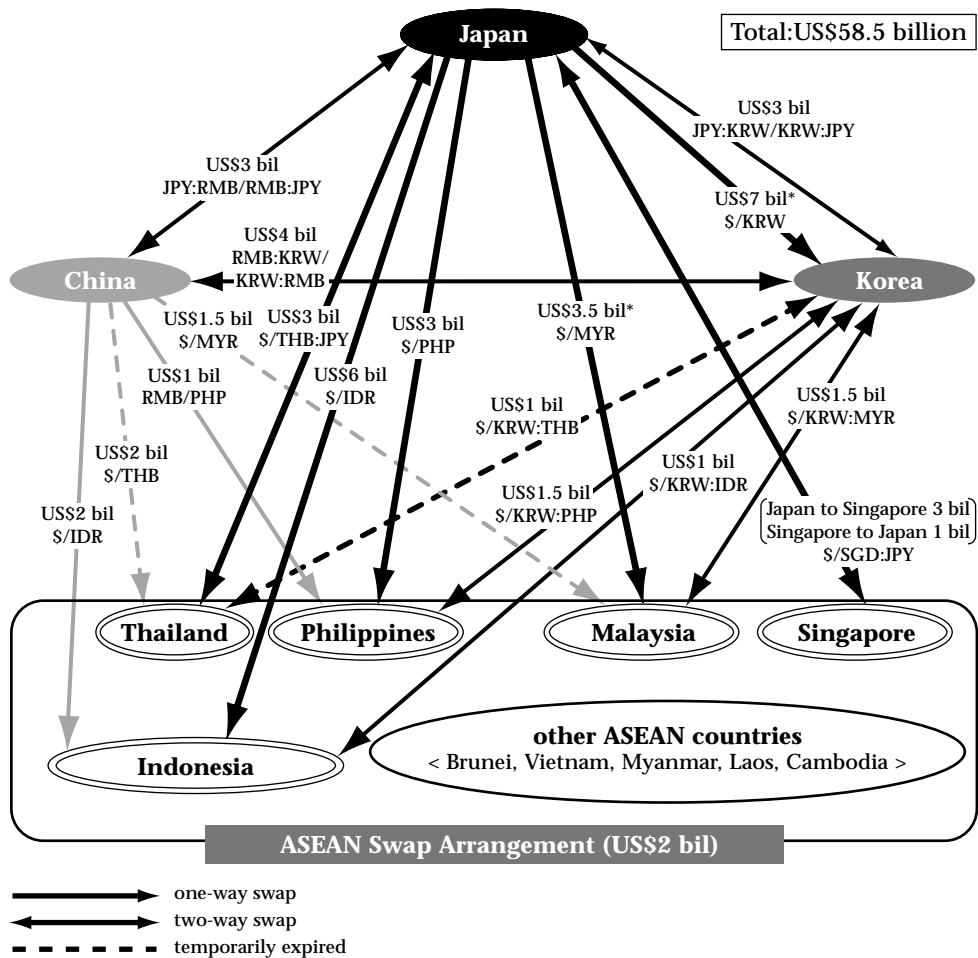 Japan
Total:US$58.5 billion
US$3 bil
JPY:KRW/KRW:JPY
US$3 bil
JPY:RMB/RMB:JPY
US$7 bil*
$/KRW
US$4 bil
RMB:KRW/
KRW:RMB
China
Korea
US$1.5 bil
$/MYR
US$3 bil
$/THB:JPY
US$3 bil
$/PHP
US$3.5 bil*
$/MYR
US$1 bil
RMB/PHP
US$6 bil
$/IDR
US$1 bil
$/KRW:THB
US$1.5 bil
$/KRW:MYR
US$2 bil
$/THB
US$1 bil
$/KRW:IDR
US$1.5 bil
$/KRW:PHP
US$2 bil
$/IDR
Japan to Singapore 3 bil
Singapore to Japan 1 bil
$/SGD:JPY
Thailand
Philippines
Malaysia
Singapore
Indonesia
other ASEAN countries
< Brunei, Vietnam, Myanmar, Laos, Cambodia >
ASEAN Swap Arrangement (US$2 bil)
one-way swap
two-way swap
temporarily expired